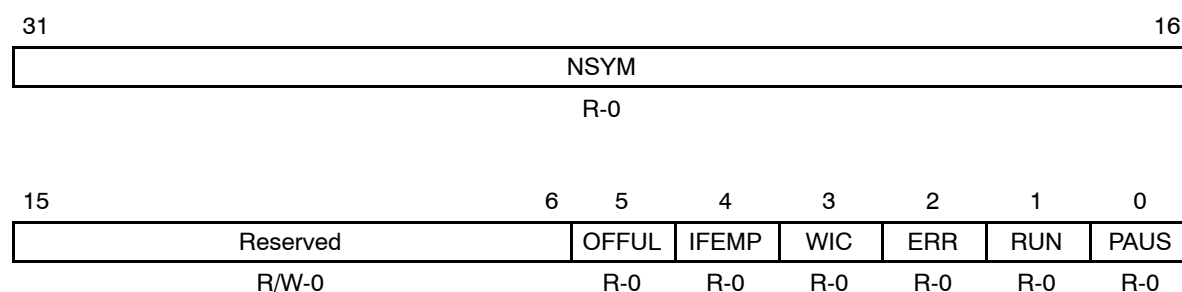 31 16
NSYM
R-0
15 6 5 4 3 2 1 0
Reserved OFFUL IFEMP WIC ERR RUN PAUS
R/W-0 R-0 R-0 R-0 R-0 R-0 R-0